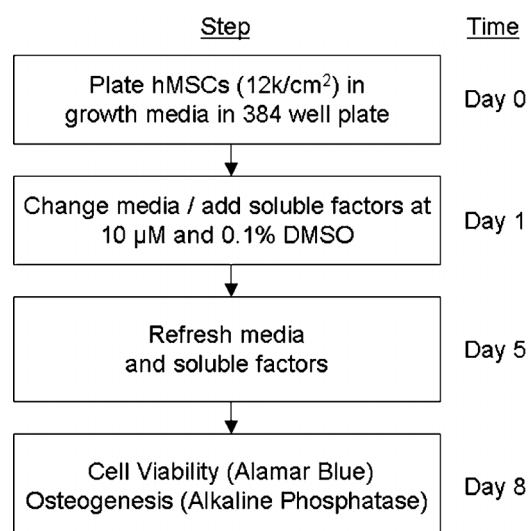 Step Time
Plate hMSCs (12k/cm²) in
growth media in 384 well plate
Day 0
Change media / add soluble factors at
10 µM and 0.1% DMSO
Day 1
Refresh media
and soluble factors
Day 5
Cell Viability (Alamar Blue)
Osteogenesis (Alkaline Phosphatase)
Day 8